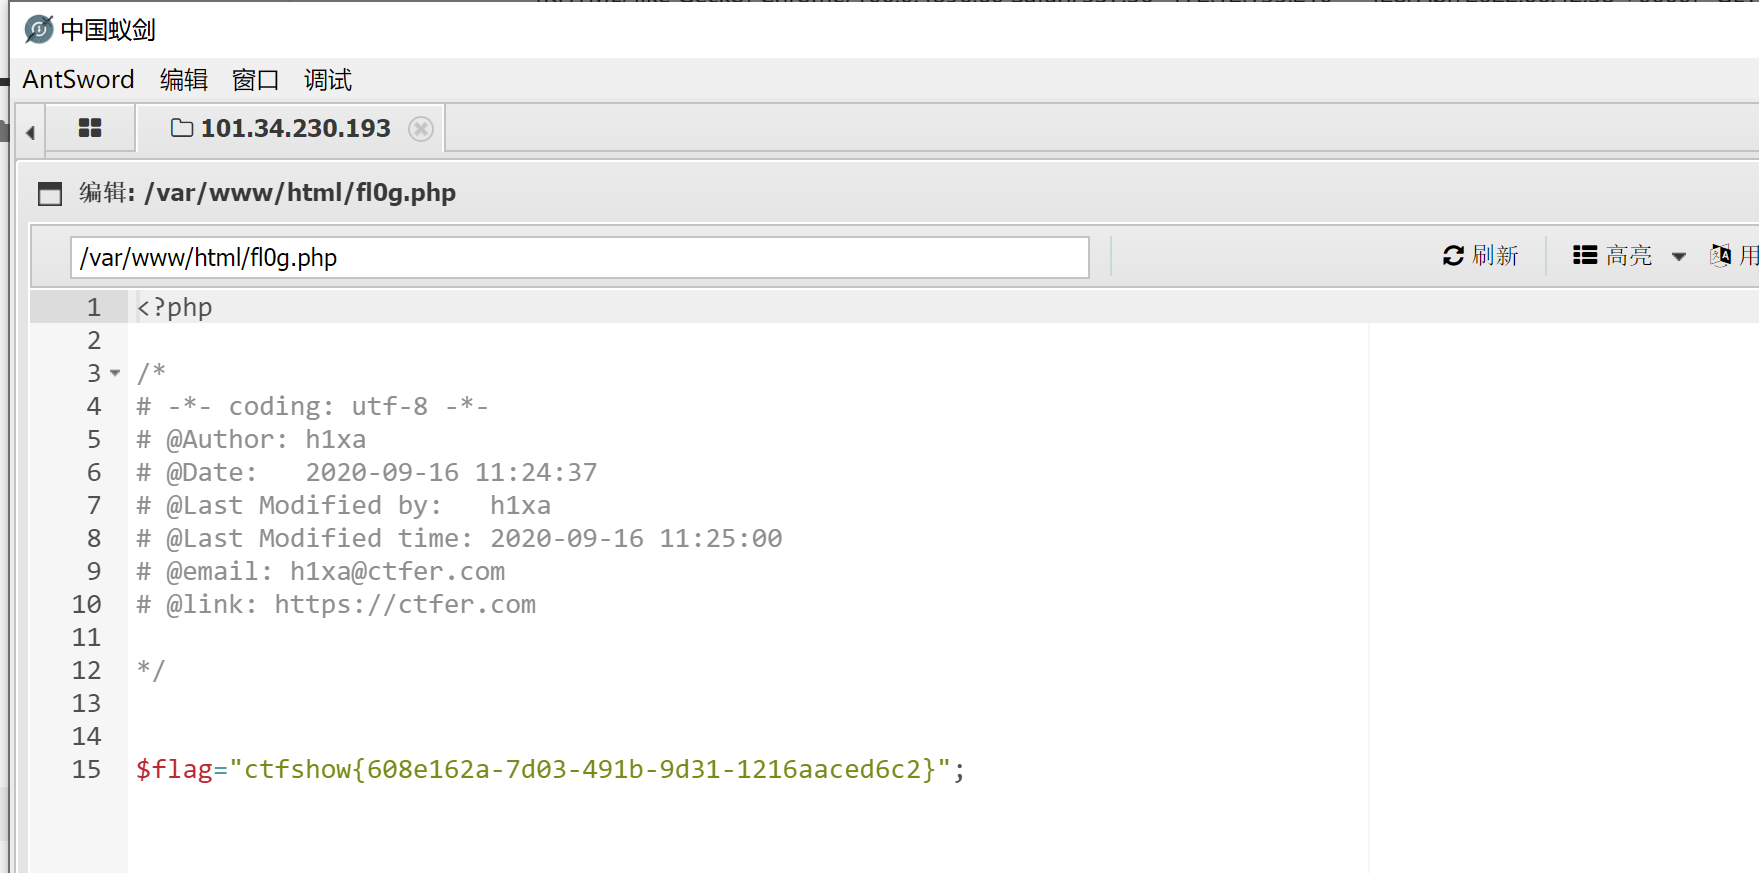 中国蚁剑
AntSword 编辑 窗口 调试
101.34.230.193
编辑: /var/www/html/fl0g.php
/var/www/html/fl0g.php 刷新 高亮 用
1 <?php
2
3 /*
4 # -*- coding: utf-8 -*-
5 # @Author: h1xa
6 # @Date:   2020-09-16 11:24:37
7 # @Last Modified by:   h1xa
8 # @Last Modified time: 2020-09-16 11:25:00
9 # @email: h1xa@ctfer.com
10 # @link: https://ctfer.com
11
12 */
13
14
15 $flag="ctfshow{608e162a-7d03-491b-9d31-1216aaced6c2}";